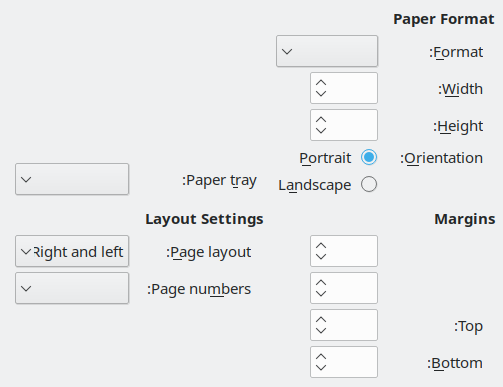 Paper Format
Format:
Width:
Height:
Orientation:
Portrait
Landscape
Paper tray:
Margins
Layout Settings
Page layout:
Right and left
Page numbers:
Top:
Bottom: